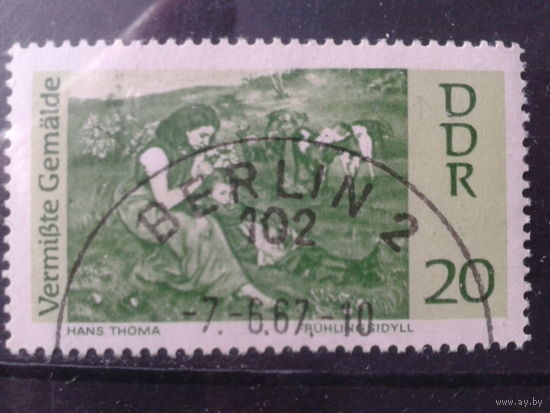 Vermißte Gemälde
DDR
20
HANS THOMA
FRÜHLINGSIDYLL
BERLIN 2
102
-7.-6.67.-10
www.ay.by